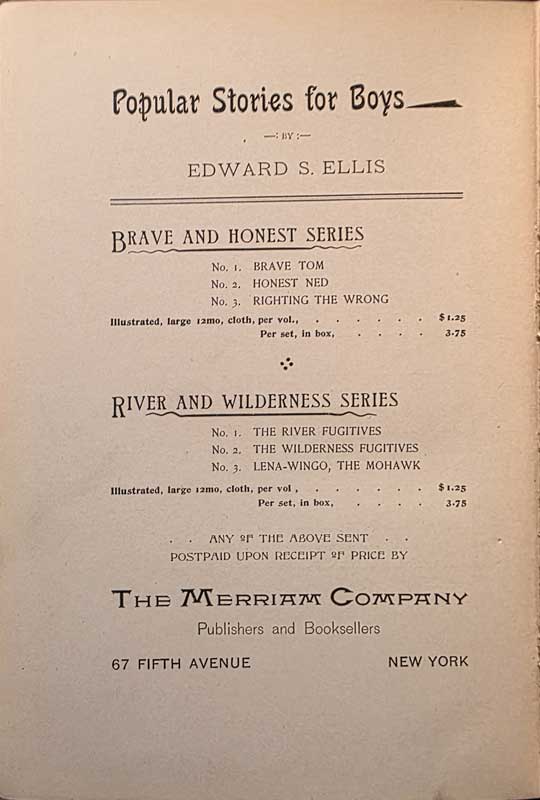 Popular Stories for Boys
—: BY :—
EDWARD S. ELLIS
BRAVE AND HONEST SERIES
No. 1. BRAVE TOM
No. 2. HONEST NED
No. 3. RIGHTING THE WRONG
Illustrated, large 12mo, cloth, per vol., . . . . . . $1.25
Per set, in box, . . . . 3.75
RIVER AND WILDERNESS SERIES
No. 1. THE RIVER FUGITIVES
No. 2. THE WILDERNESS FUGITIVES
No. 3. LENA-WINGO, THE MOHAWK
Illustrated, large 12mo, cloth, per vol , . . . . . . $1.25
Per set, in box, . . . . 3.75
. . ANY OF THE ABOVE SENT . .
POSTPAID UPON RECEIPT OF PRICE BY
THE MERRIAM COMPANY
Publishers and Booksellers
67 FIFTH AVENUE NEW YORK